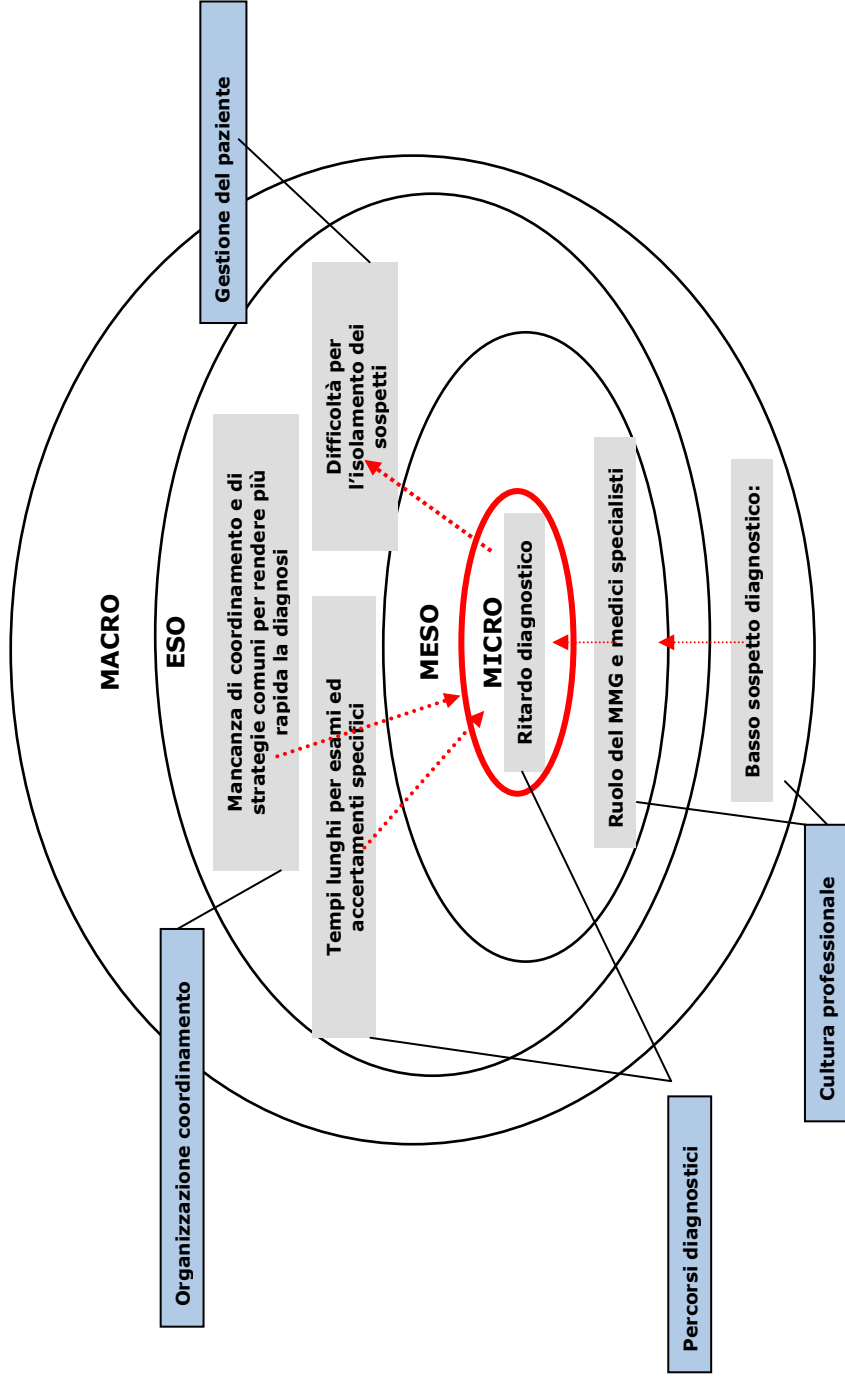 MACRO
ESO
Organizzazione coordinamento
Gestione del paziente
Mancanza di coordinamento e di
strategie comuni per rendere più
rapida la diagnosi
Tempi lunghi per esami ed
accertamenti specifici
Difficoltà per
l’isolamento dei
sospetti
MESO
MICRO
Ritardo diagnostico
Ruolo del MMG e medici specialisti
Percorsi diagnostici
Basso sospetto diagnostico:
Cultura professionale